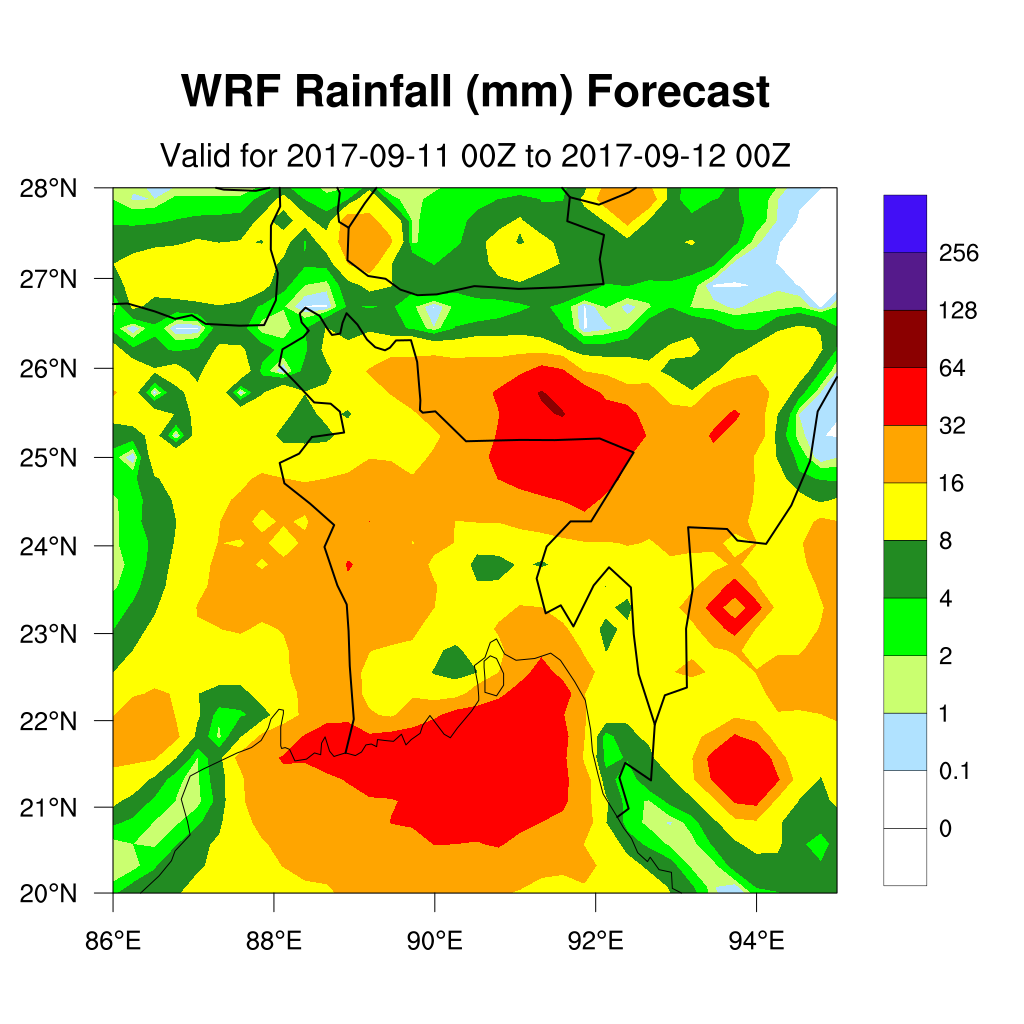 WRF Rainfall (mm) Forecast
Valid for 2017-09-11 00Z to 2017-09-12 00Z
28°N
27°N
26°N
25°N
24°N
23°N
22°N
21°N
20°N
86°E 88°E 90°E 92°E 94°E
256
128
64
32
16
8
4
2
1
0.1
0